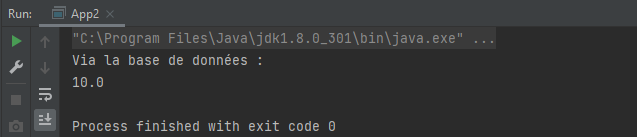 Run: App2
"C:\Program Files\Java\jdk1.8.0_301\bin\java.exe" ...
Via la base de données :
10.0
Process finished with exit code 0